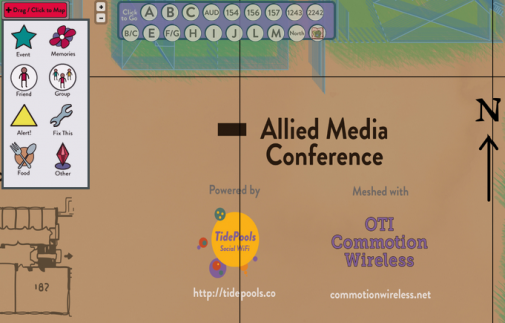 + Drag / Click to Map
Event
Memories
Friend
Group
Alert!
Fix This
Food
Other
+
-
Click
to Go
A B C AUD 154 156 157 1243 2242
B/C E F/G H I J L M North
N
Allied Media
Conference
Powered by
Meshed with
TidePools
Social WiFi
OTI
Commotion
Wireless
http://tidepools.co
commotionwireless.net
187